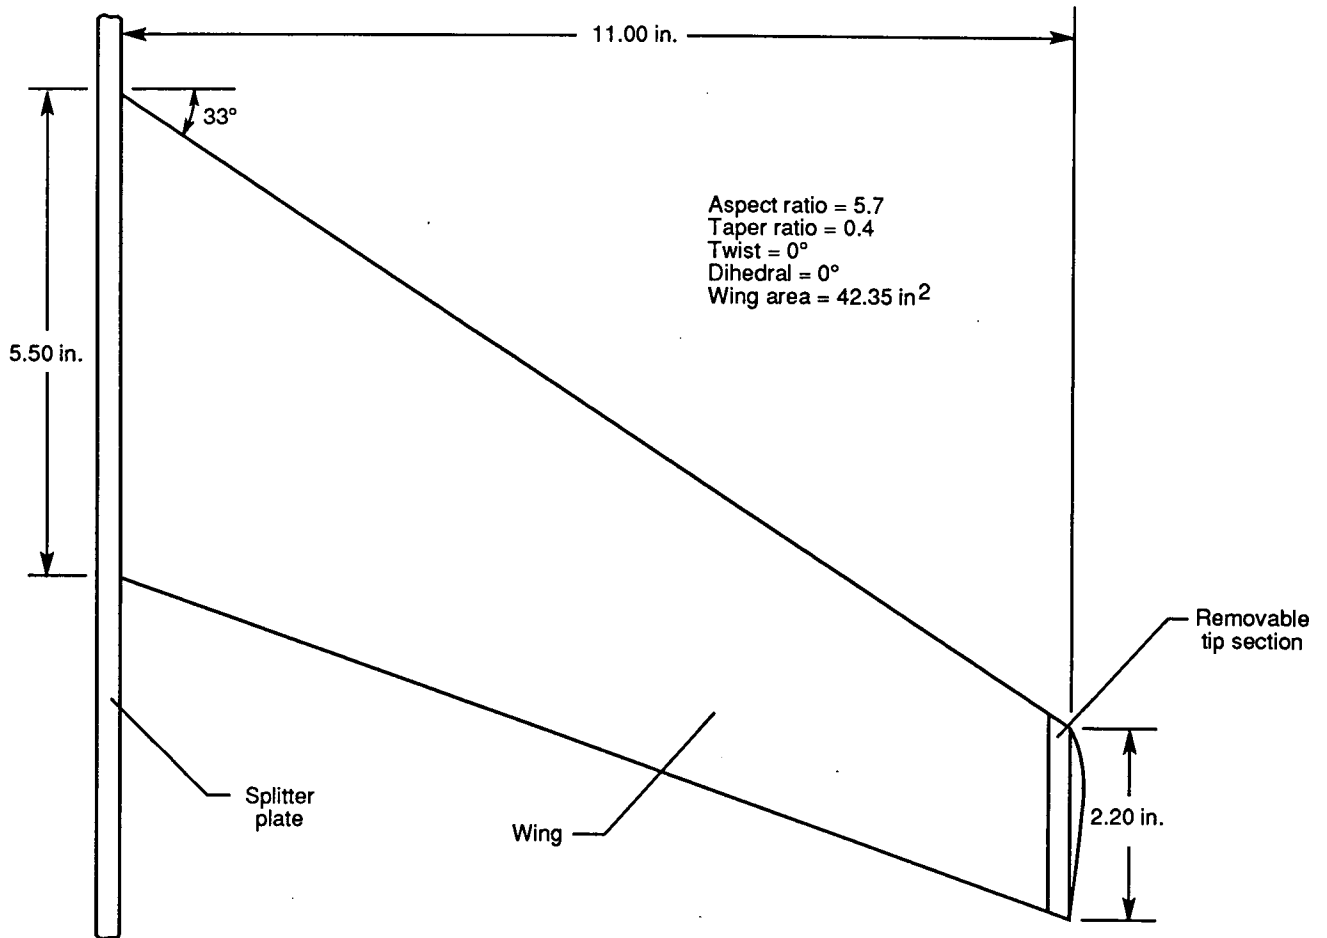 11.00 in.
33°
Aspect ratio = 5.7
Taper ratio = 0.4
Twist = 0°
Dihedral = 0°
Wing area = 42.35 in2
5.50 in.
Removable
tip section
Splitter
plate
Wing
2.20 in.